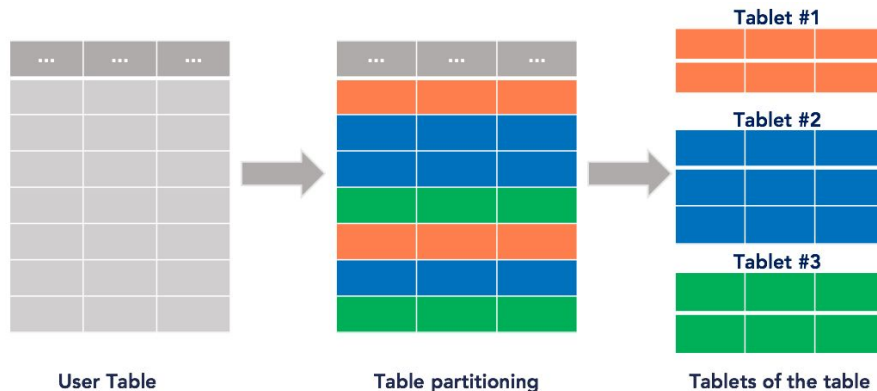 ... ... ...
User Table
... ... ...
Table partitioning
Tablet #1
Tablet #2
Tablet #3
Tablets of the table